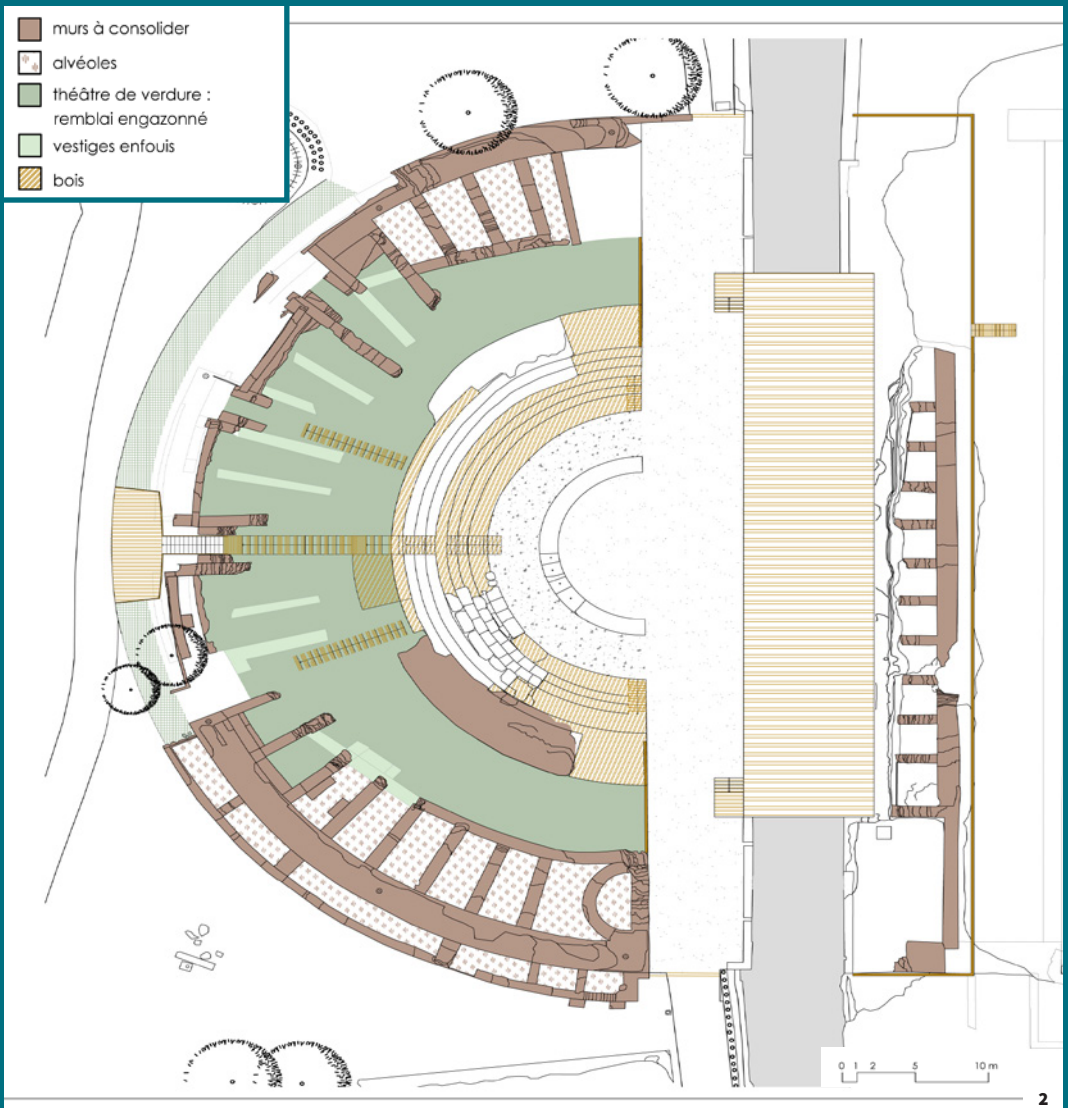 murs à consolider
alvéoles
théâtre de verdure :
remblai engazonné
vestiges enfouis
bois
0 1 2 5 10 m
2